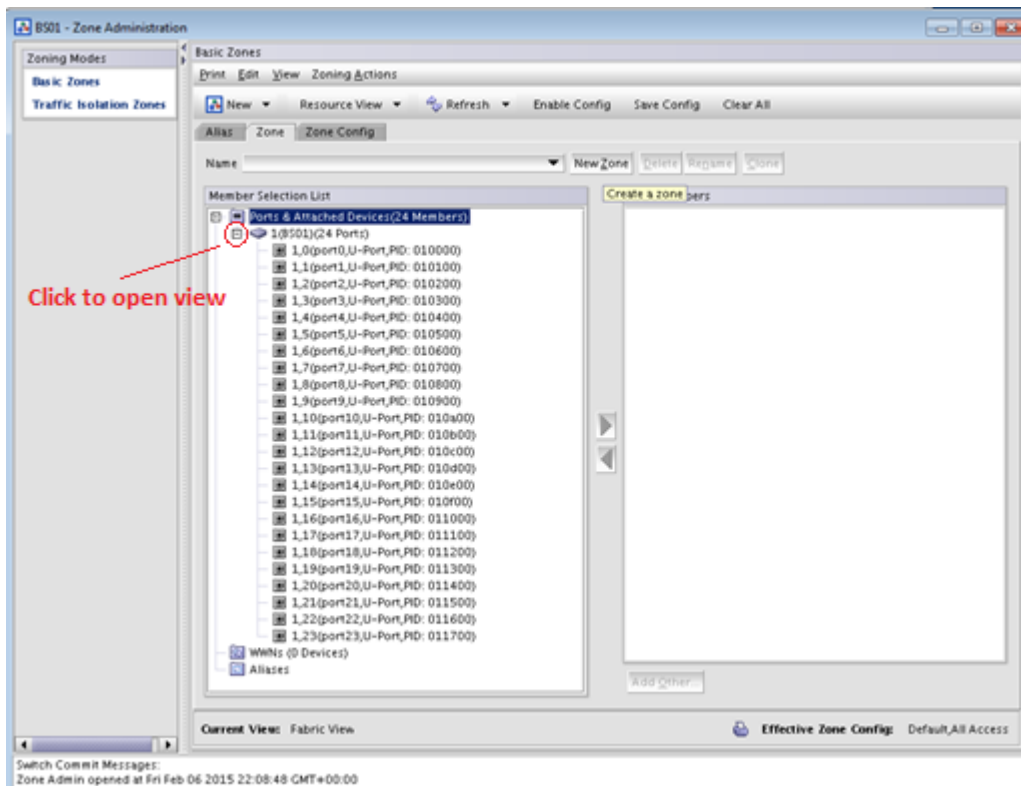 BS01 - Zone Administration
Zoning Modes
Basic Zones
Traffic Isolation Zones
Basic Zones
Print Edit View Zoning Actions
New Resource View Refresh Enable Config Save Config Clear All
Alias Zone Zone Config
Name New Zone Delete Rename Clone
Create a zone
Member Selection List bers
Ports & Attached Devices(24 Members)
1(BS01)(24 Ports)
1,0(port0,U-Port,PID: 010000)
1,1(port1,U-Port,PID: 010100)
1,2(port2,U-Port,PID: 010200)
Click to open view
1,3(port3,U-Port,PID: 010300)
1,4(port4,U-Port,PID: 010400)
1,5(port5,U-Port,PID: 010500)
1,6(port6,U-Port,PID: 010600)
1,7(port7,U-Port,PID: 010700)
1,8(port8,U-Port,PID: 010800)
1,9(port9,U-Port,PID: 010900)
1,10(port10,U-Port,PID: 010a00)
1,11(port11,U-Port,PID: 010b00)
1,12(port12,U-Port,PID: 010c00)
1,13(port13,U-Port,PID: 010d00)
1,14(port14,U-Port,PID: 010e00)
1,15(port15,U-Port,PID: 010f00)
1,16(port16,U-Port,PID: 011000)
1,17(port17,U-Port,PID: 011100)
1,18(port18,U-Port,PID: 011200)
1,19(port19,U-Port,PID: 011300)
1,20(port20,U-Port,PID: 011400)
1,21(port21,U-Port,PID: 011500)
1,22(port22,U-Port,PID: 011600)
1,23(port23,U-Port,PID: 011700)
WWNs (0 Devices)
Aliases
Add Other...
Current View: Fabric View Effective Zone Config: Default,All Access
Switch Commit Messages:
Zone Admin opened at Fri Feb 06 2015 22:08:48 GMT+00:00